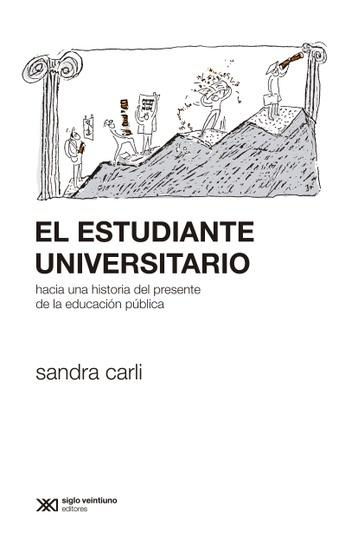 EL ESTUDIANTE
UNIVERSITARIO
hacia una historia del presente
de la educación pública
sandra carli
siglo veintiuno
editores